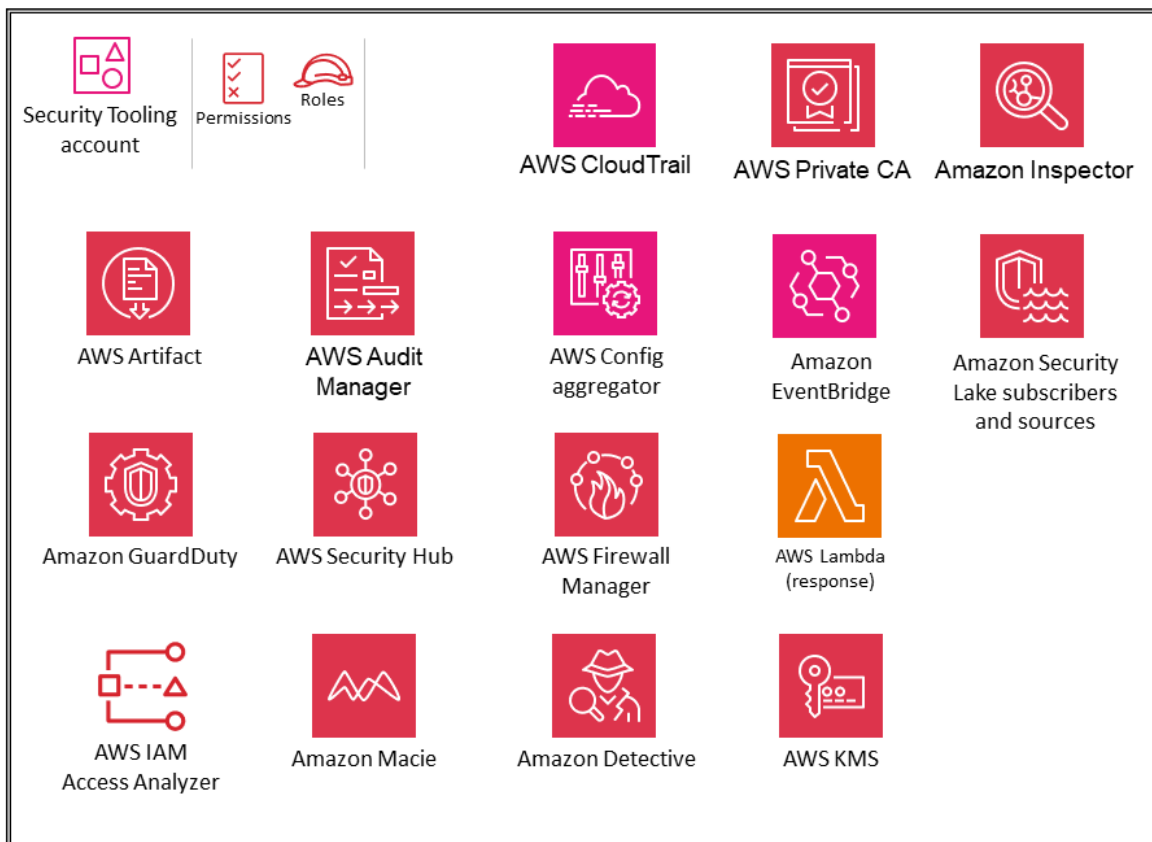 Security Tooling
account
Permissions
Roles
AWS CloudTrail
AWS Private CA
Amazon Inspector
AWS Artifact
AWS Audit
Manager
AWS Config
aggregator
Amazon
EventBridge
Amazon Security
Lake subscribers
and sources
Amazon GuardDuty
AWS Security Hub
AWS Firewall
Manager
AWS Lambda
(response)
AWS IAM
Access Analyzer
Amazon Macie
Amazon Detective
AWS KMS